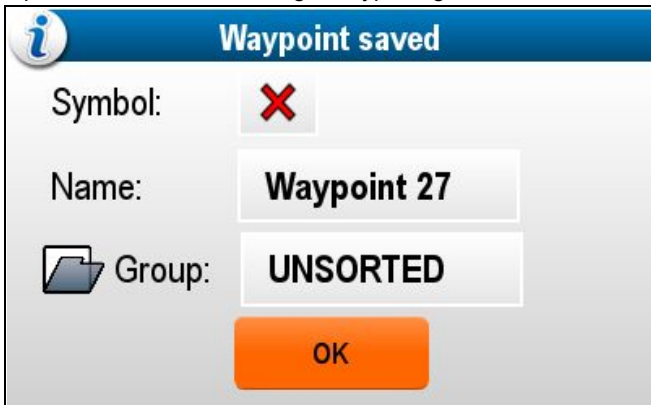 Waypoint saved
Symbol:
Name: Waypoint 27
Group: UNSORTED
OK